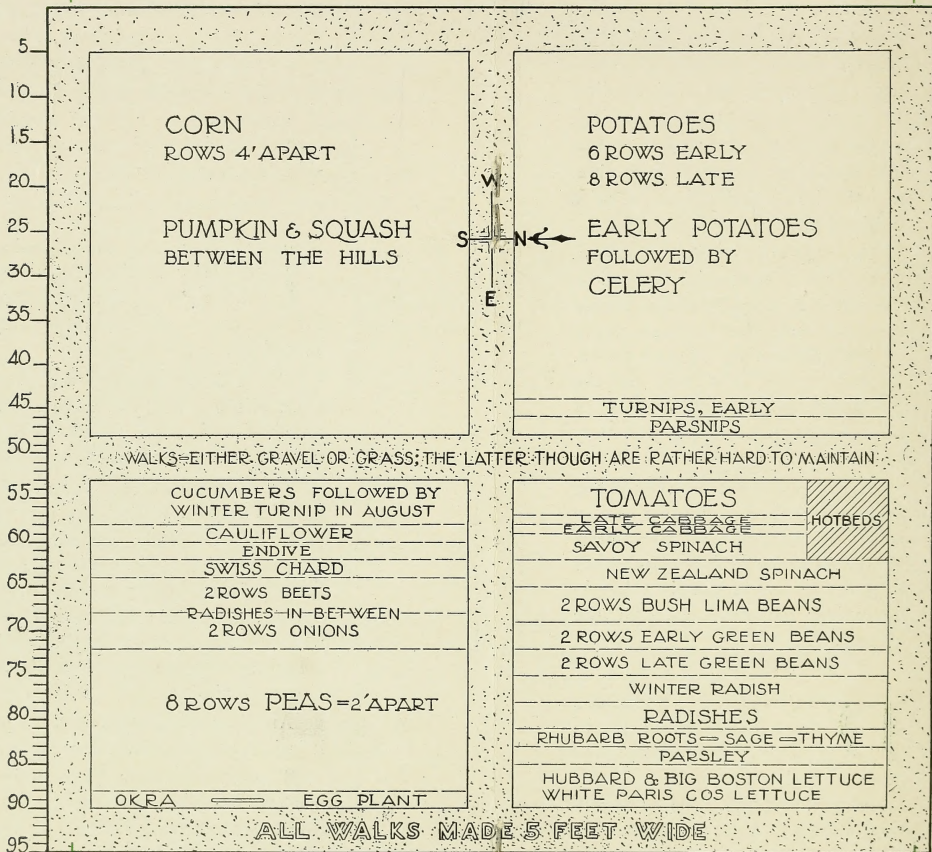 5
10
15
20
25
30
35
40
45
50
55
60
65
70
75
80
85
90
95
CORN
ROWS 4' APART
PUMPKIN & SQUASH
BETWEEN THE HILLS
W
S N
E
POTATOES
6 ROWS EARLY
8 ROWS LATE
EARLY POTATOES
FOLLOWED BY
CELERY
TURNIPS, EARLY
PARSNIPS
WALKS=EITHER GRAVEL OR GRASS; THE LATTER THOUGH ARE RATHER HARD TO MAINTAIN
CUCUMBERS FOLLOWED BY
WINTER TURNIP IN AUGUST
CAULIFLOWER
ENDIVE
SWISS CHARD
2 ROWS BEETS
RADISHES IN BETWEEN
2 ROWS ONIONS
8 ROWS PEAS=2' APART
OKRA = EGG PLANT
TOMATOES
LATE CABBAGE
EARLY CABBAGE
SAVOY SPINACH
HOTBEDS
NEW ZEALAND SPINACH
2 ROWS BUSH LIMA BEANS
2 ROWS EARLY GREEN BEANS
2 ROWS LATE GREEN BEANS
WINTER RADISH
RADISHES
RHUBARB ROOTS = SAGE = THYME
PARSLEY
HUBBARD & BIG BOSTON LETTUCE
WHITE PARIS COS LETTUCE
ALL WALKS MADE 5 FEET WIDE